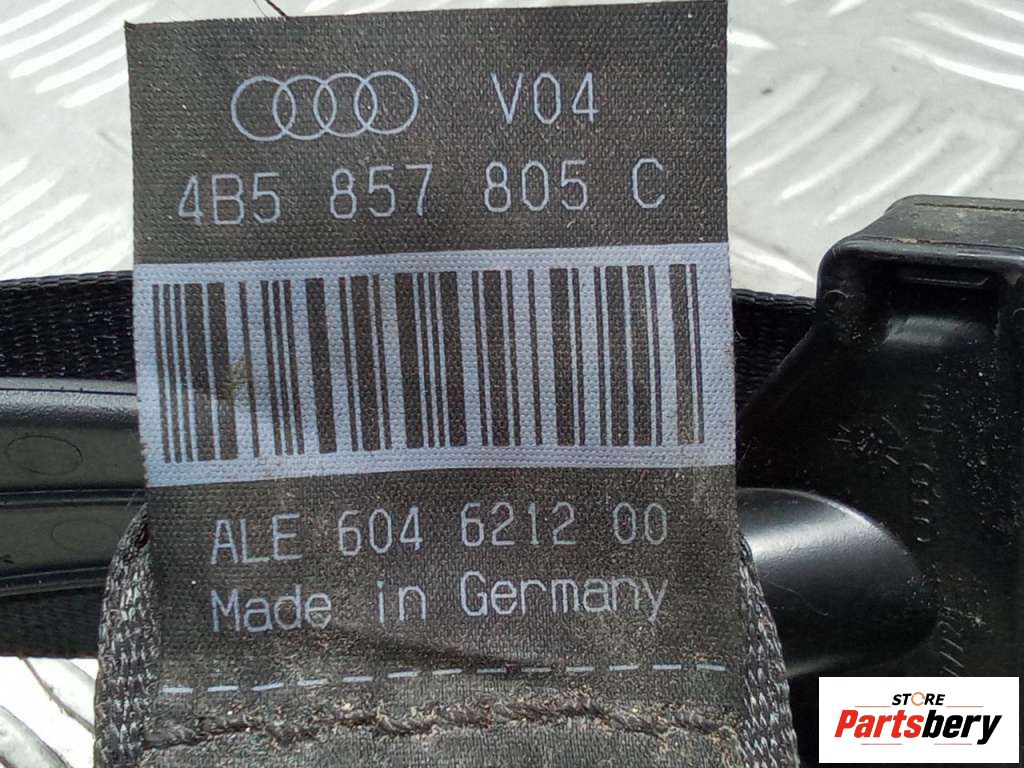 V04
4B5 857 805 C
ALE 604 6212 00
Made in Germany
STORE
Partsbery